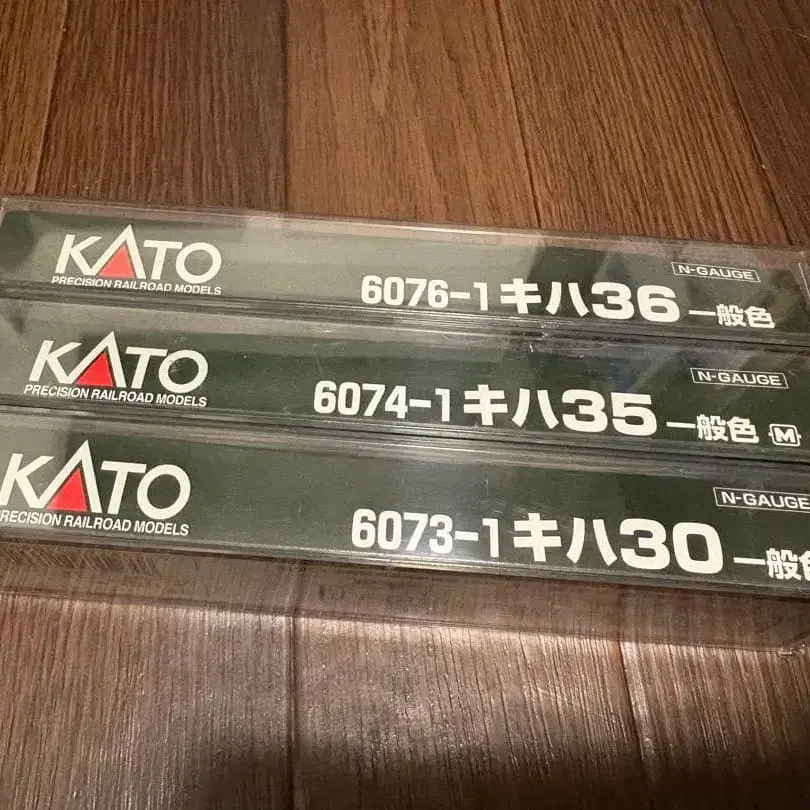 KATO
PRECISION RAILROAD MODELS
N-GAUGE
6076-1キハ36 一般色
KATO
PRECISION RAILROAD MODELS
N-GAUGE
6074-1キハ35 一般色 M
KATO
PRECISION RAILROAD MODELS
N-GAUGE
6073-1キハ30 一般色